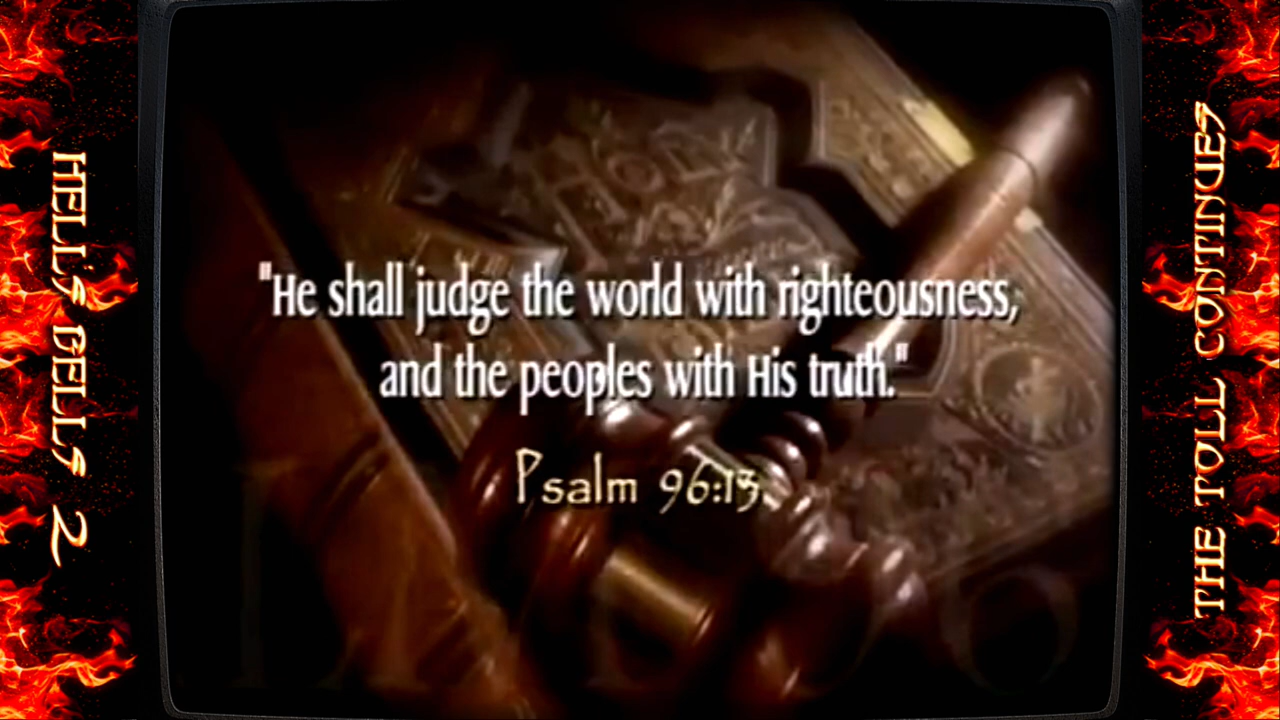 HELL'S BELLS 2
"He shall judge the world with righteousness,
and the peoples with His truth."
Psalm 96:13
HOLY
THE TOLL CONTINUES